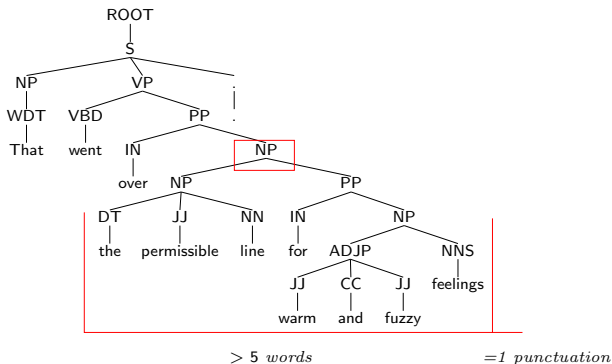 ROOT
S
NP VP .
WDT VBD PP .
That went IN NP
over NP PP
DT JJ NN IN NP
the permissible line for ADJP NNS
JJ CC JJ feelings
warm and fuzzy
> 5 words =1 punctuation